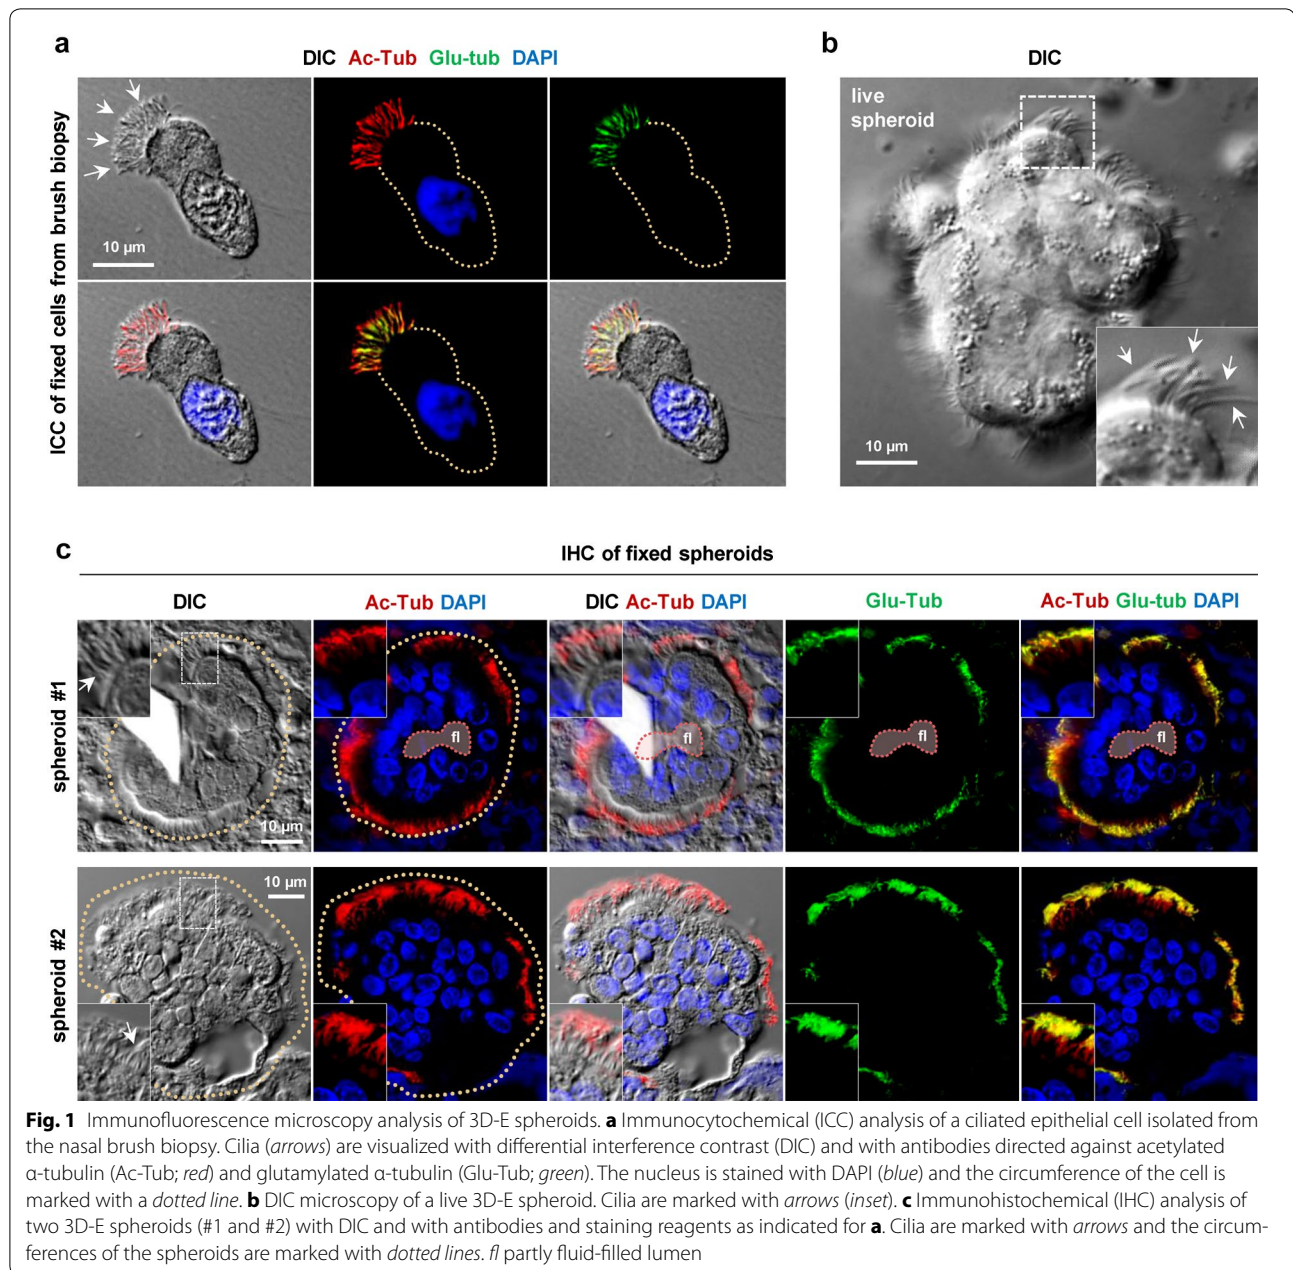 a
DIC Ac-Tub Glu-tub DAPI
ICC of fixed cells from brush biopsy
10 µm
b
DIC
live
spheroid
10 µm
c
IHC of fixed spheroids
DIC
Ac-Tub DAPI
DIC Ac-Tub DAPI
Glu-Tub
Ac-Tub Glu-tub DAPI
spheroid #1
10 µm
fl
fl
fl
fl
spheroid #2
10 µm
Fig. 1 Immunofluorescence microscopy analysis of 3D-E spheroids. a Immunocytochemical (ICC) analysis of a ciliated epithelial cell isolated from
the nasal brush biopsy. Cilia (arrows) are visualized with differential interference contrast (DIC) and with antibodies directed against acetylated
α-tubulin (Ac-Tub; red) and glutamylated α-tubulin (Glu-Tub; green). The nucleus is stained with DAPI (blue) and the circumference of the cell is
marked with a dotted line. b DIC microscopy of a live 3D-E spheroid. Cilia are marked with arrows (inset). c Immunohistochemical (IHC) analysis of
two 3D-E spheroids (#1 and #2) with DIC and with antibodies and staining reagents as indicated for a. Cilia are marked with arrows and the circum-
ferences of the spheroids are marked with dotted lines. fl partly fluid-filled lumen